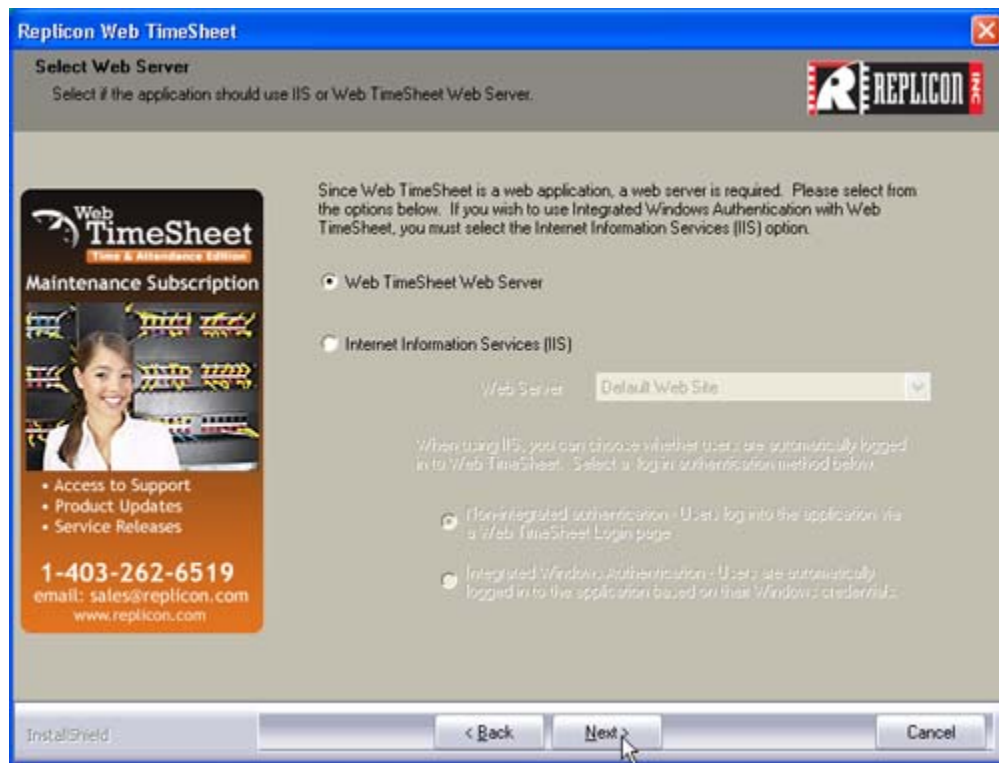 Replicon Web TimeSheet
Select Web Server
Select if the application should use IIS or Web TimeSheet Web Server.
REPLICON INC
Since Web TimeSheet is a web application, a web server is required. Please select from
the options below. If you wish to use Integrated Windows Authentication with Web
TimeSheet, you must select the Internet Information Services (IIS) option.
Web
TimeSheet
Time & Attendance Edition
Maintenance Subscription
• Access to Support
• Product Updates
• Service Releases
1-403-262-6519
email: sales@replicon.com
www.replicon.com
Web TimeSheet Web Server
Internet Information Services (IIS)
Web Server
Default Web Site
When using IIS, you can choose whether users are automatically logged
in to Web TimeSheet. Select a log in authentication method below.
Non-integrated authentication - Users log into the application via
a Web TimeSheet Login page
Integrated Windows Authentication - Users are automatically
logged in to the application based on their Windows credentials
InstallShield
< Back
Next >
Cancel